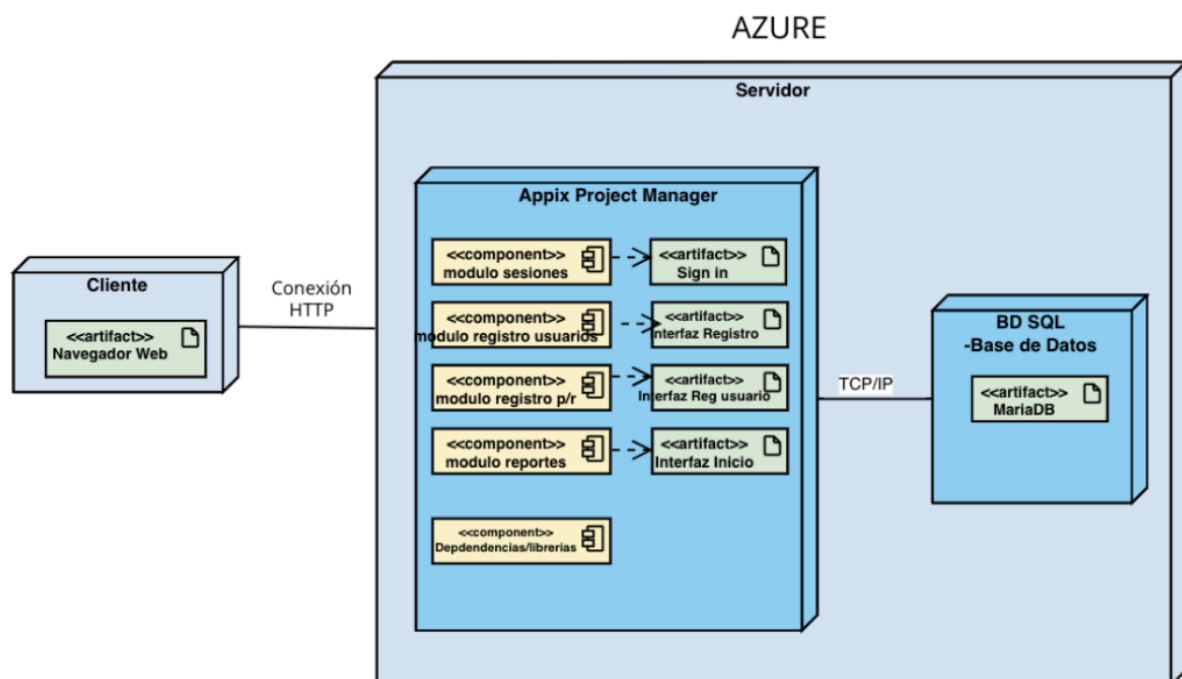 AZURE
Servidor
Appix Project Manager
<<component>>
modulo sesiones
<<artifact>>
Sign in
<<component>>
modulo registro usuarios
<<artifact>>
Interfaz Registro
<<component>>
modulo registro p/r
<<artifact>>
Interfaz Reg usuario
<<component>>
modulo reportes
<<artifact>>
Interfaz Inicio
<<component>>
Depdendencias/librerias
Cliente
<<artifact>>
Navegador Web
Conexión
HTTP
TCP/IP
BD SQL
-Base de Datos
<<artifact>>
MariaDB